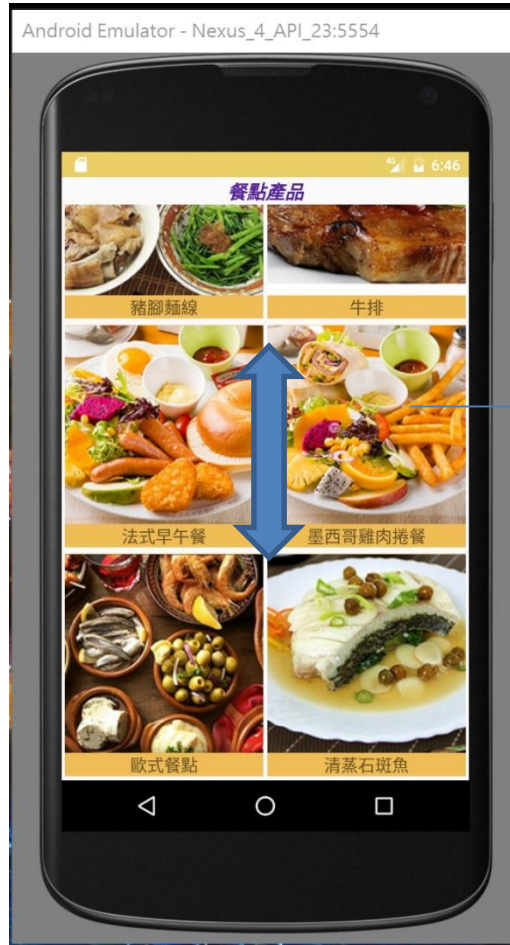 Android Emulator - Nexus_4_API_23:5554
4G 6:46
餐點產品
豬腳麵線 牛排
法式早午餐 墨西哥雞肉捲餐
歐式餐點 清蒸石斑魚